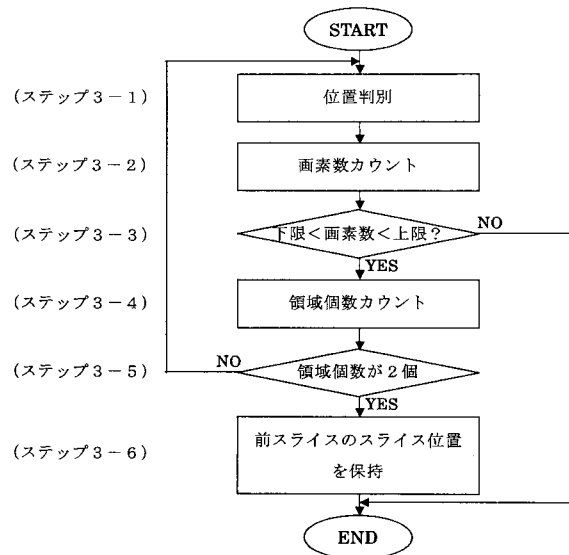 START
(ステップ3-1)
位置判別
(ステップ3-2)
画素数カウント
(ステップ3-3)
下限<画素数<上限?
NO
YES
(ステップ3-4)
領域個数カウント
(ステップ3-5)
NO
領域個数が2個
YES
(ステップ3-6)
前スライスのスライス位置
を保持
END